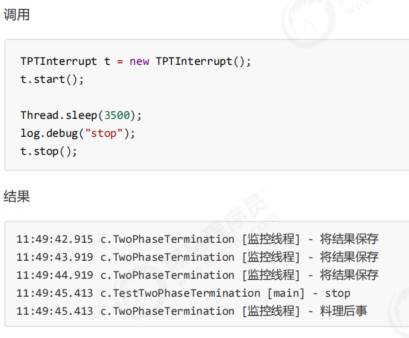 调用
TPTInterrupt t = new TPTInterrupt();
t.start();
Thread.sleep(3500);
log.debug("stop");
t.stop();
结果
11:49:42.915 c.TwoPhaseTermination [监控线程] - 将结果保存
11:49:43.919 c.TwoPhaseTermination [监控线程] - 将结果保存
11:49:44.919 c.TwoPhaseTermination [监控线程] - 将结果保存
11:49:45.413 c.TestTwoPhaseTermination [main] - stop
11:49:45.413 c.TwoPhaseTermination [监控线程] - 料理后事